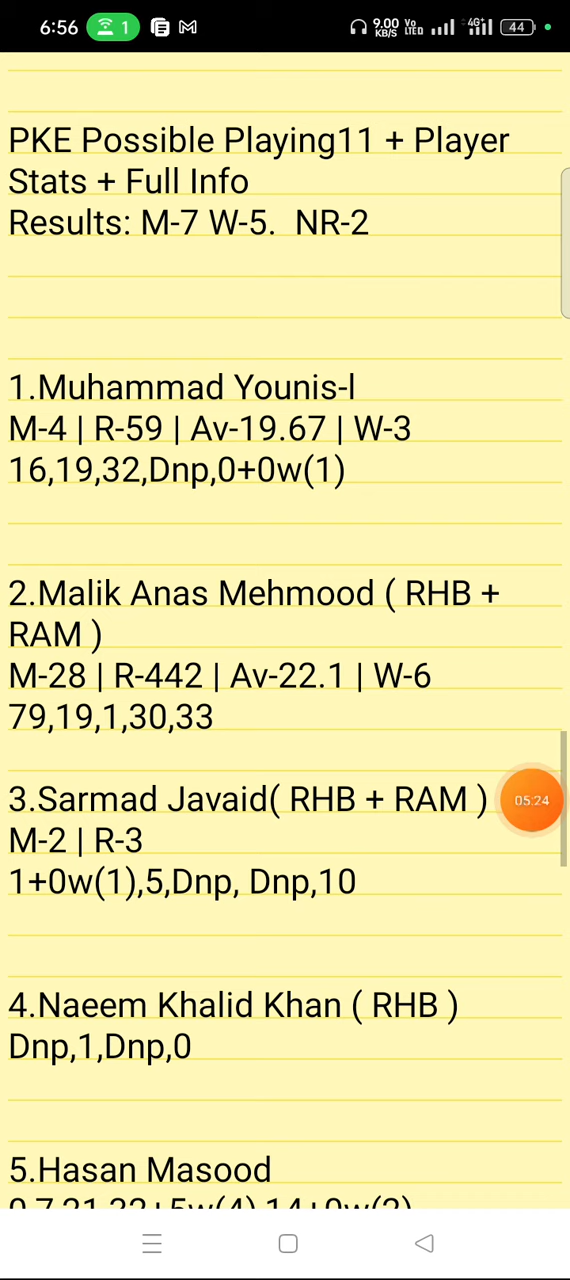 6:56 1 9.00 KB/S Vo LTED 4G+ 44
PKE Possible Playing11 + Player
Stats + Full Info
Results: M-7 W-5.  NR-2
1.Muhammad Younis-I
M-4 | R-59 | Av-19.67 | W-3
16,19,32,Dnp,0+0w(1)
2.Malik Anas Mehmood ( RHB +
RAM )
M-28 | R-442 | Av-22.1 | W-6
79,19,1,30,33
3.Sarmad Javaid( RHB + RAM )
05:24
M-2 | R-3
1+0w(1),5,Dnp, Dnp,10
4.Naeem Khalid Khan ( RHB )
Dnp,1,Dnp,0
5.Hasan Masood